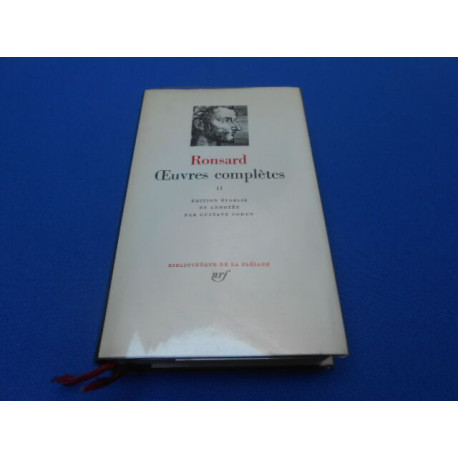 Ronsard
Œuvres complètes
II
ÉDITION ÉTABLIE
ET ANNOTÉE
PAR GUSTAVE COHEN
BIBLIOTHÈQUE DE LA PLÉIADE
nrf